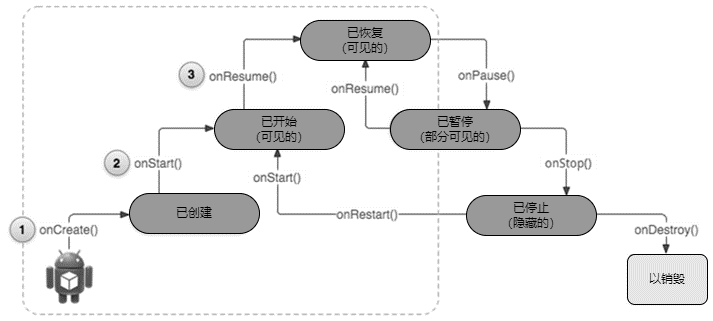 已恢复
（可见的）
3
onResume()
onResume()
onPause()
已开始
（可见的）
已暂停
（部分可见的）
2
onStart()
onStart()
onStop()
已创建
已停止
（隐藏的）
1
onCreate()
onRestart()
onDestroy()
以销毁